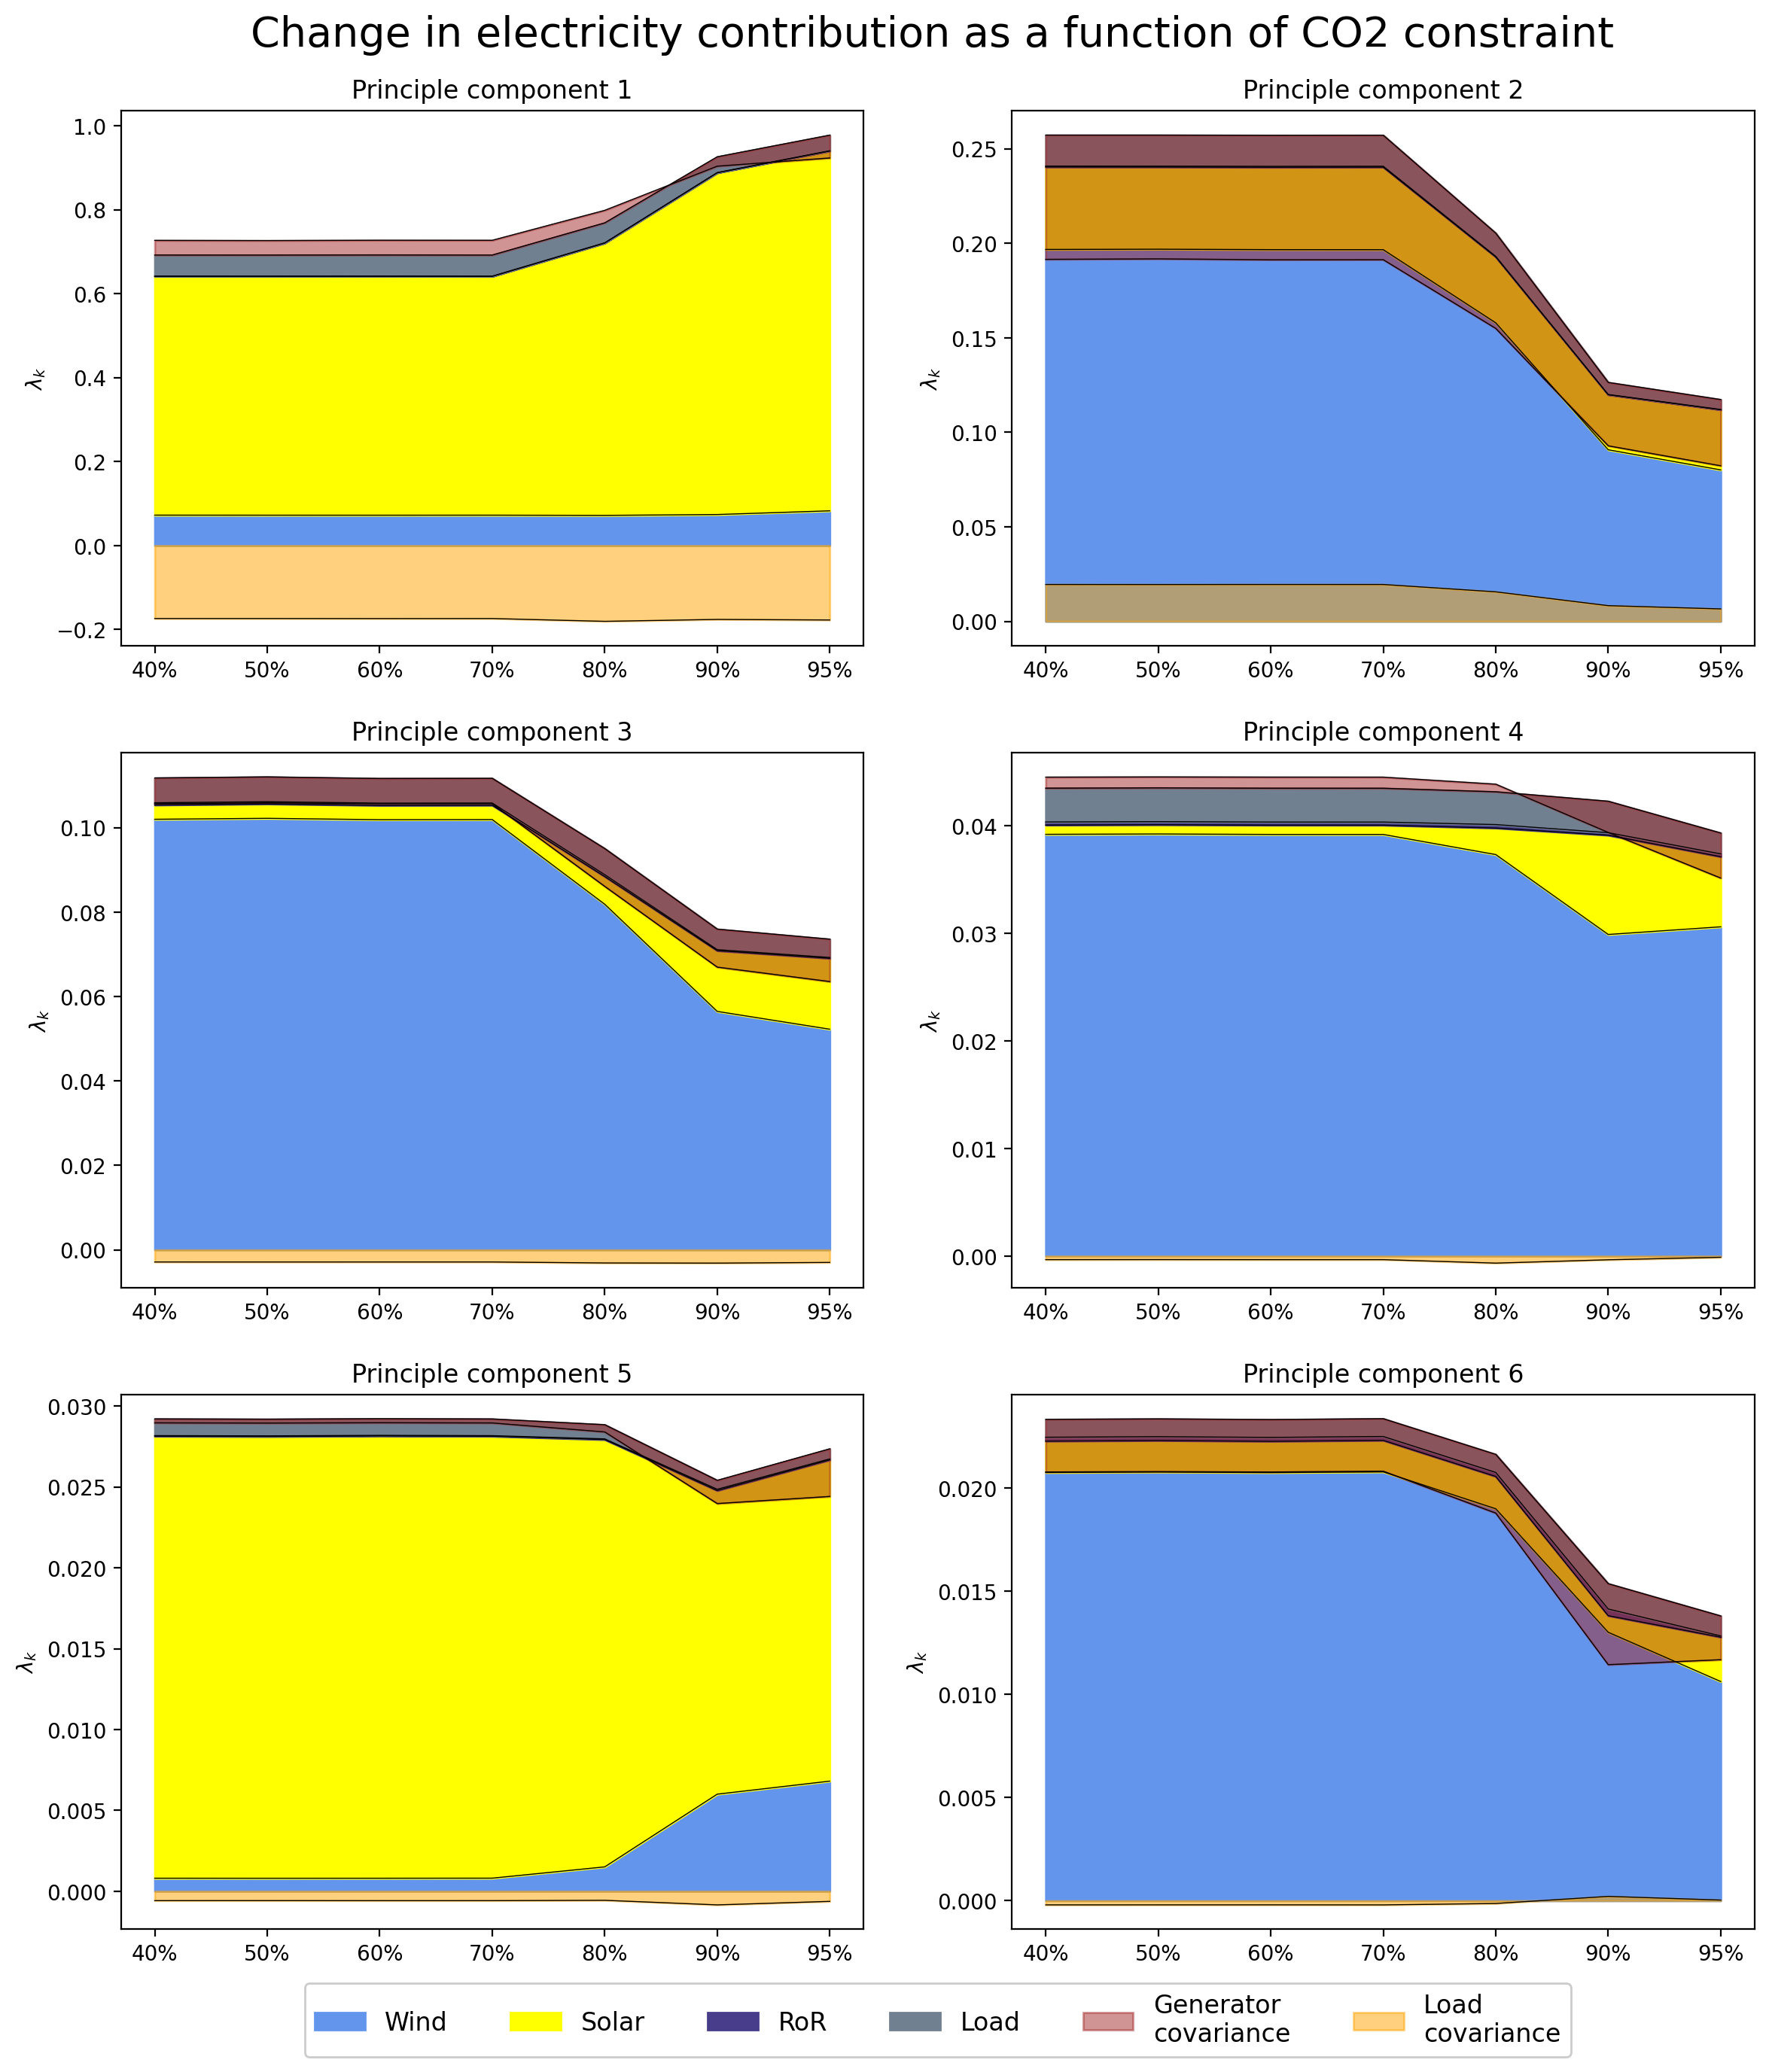 Change in electricity contribution as a function of CO2 constraint
Principle component 1
λk
1.0
0.8
0.6
0.4
0.2
0.0
−0.2
40% 50% 60% 70% 80% 90% 95%
Principle component 2
λk
0.25
0.20
0.15
0.10
0.05
0.00
40% 50% 60% 70% 80% 90% 95%
Principle component 3
λk
0.10
0.08
0.06
0.04
0.02
0.00
40% 50% 60% 70% 80% 90% 95%
Principle component 4
λk
0.04
0.03
0.02
0.01
0.00
40% 50% 60% 70% 80% 90% 95%
Principle component 5
λk
0.030
0.025
0.020
0.015
0.010
0.005
0.000
40% 50% 60% 70% 80% 90% 95%
Principle component 6
λk
0.020
0.015
0.010
0.005
0.000
40% 50% 60% 70% 80% 90% 95%
Wind
Solar
RoR
Load
Generator
covariance
Load
covariance